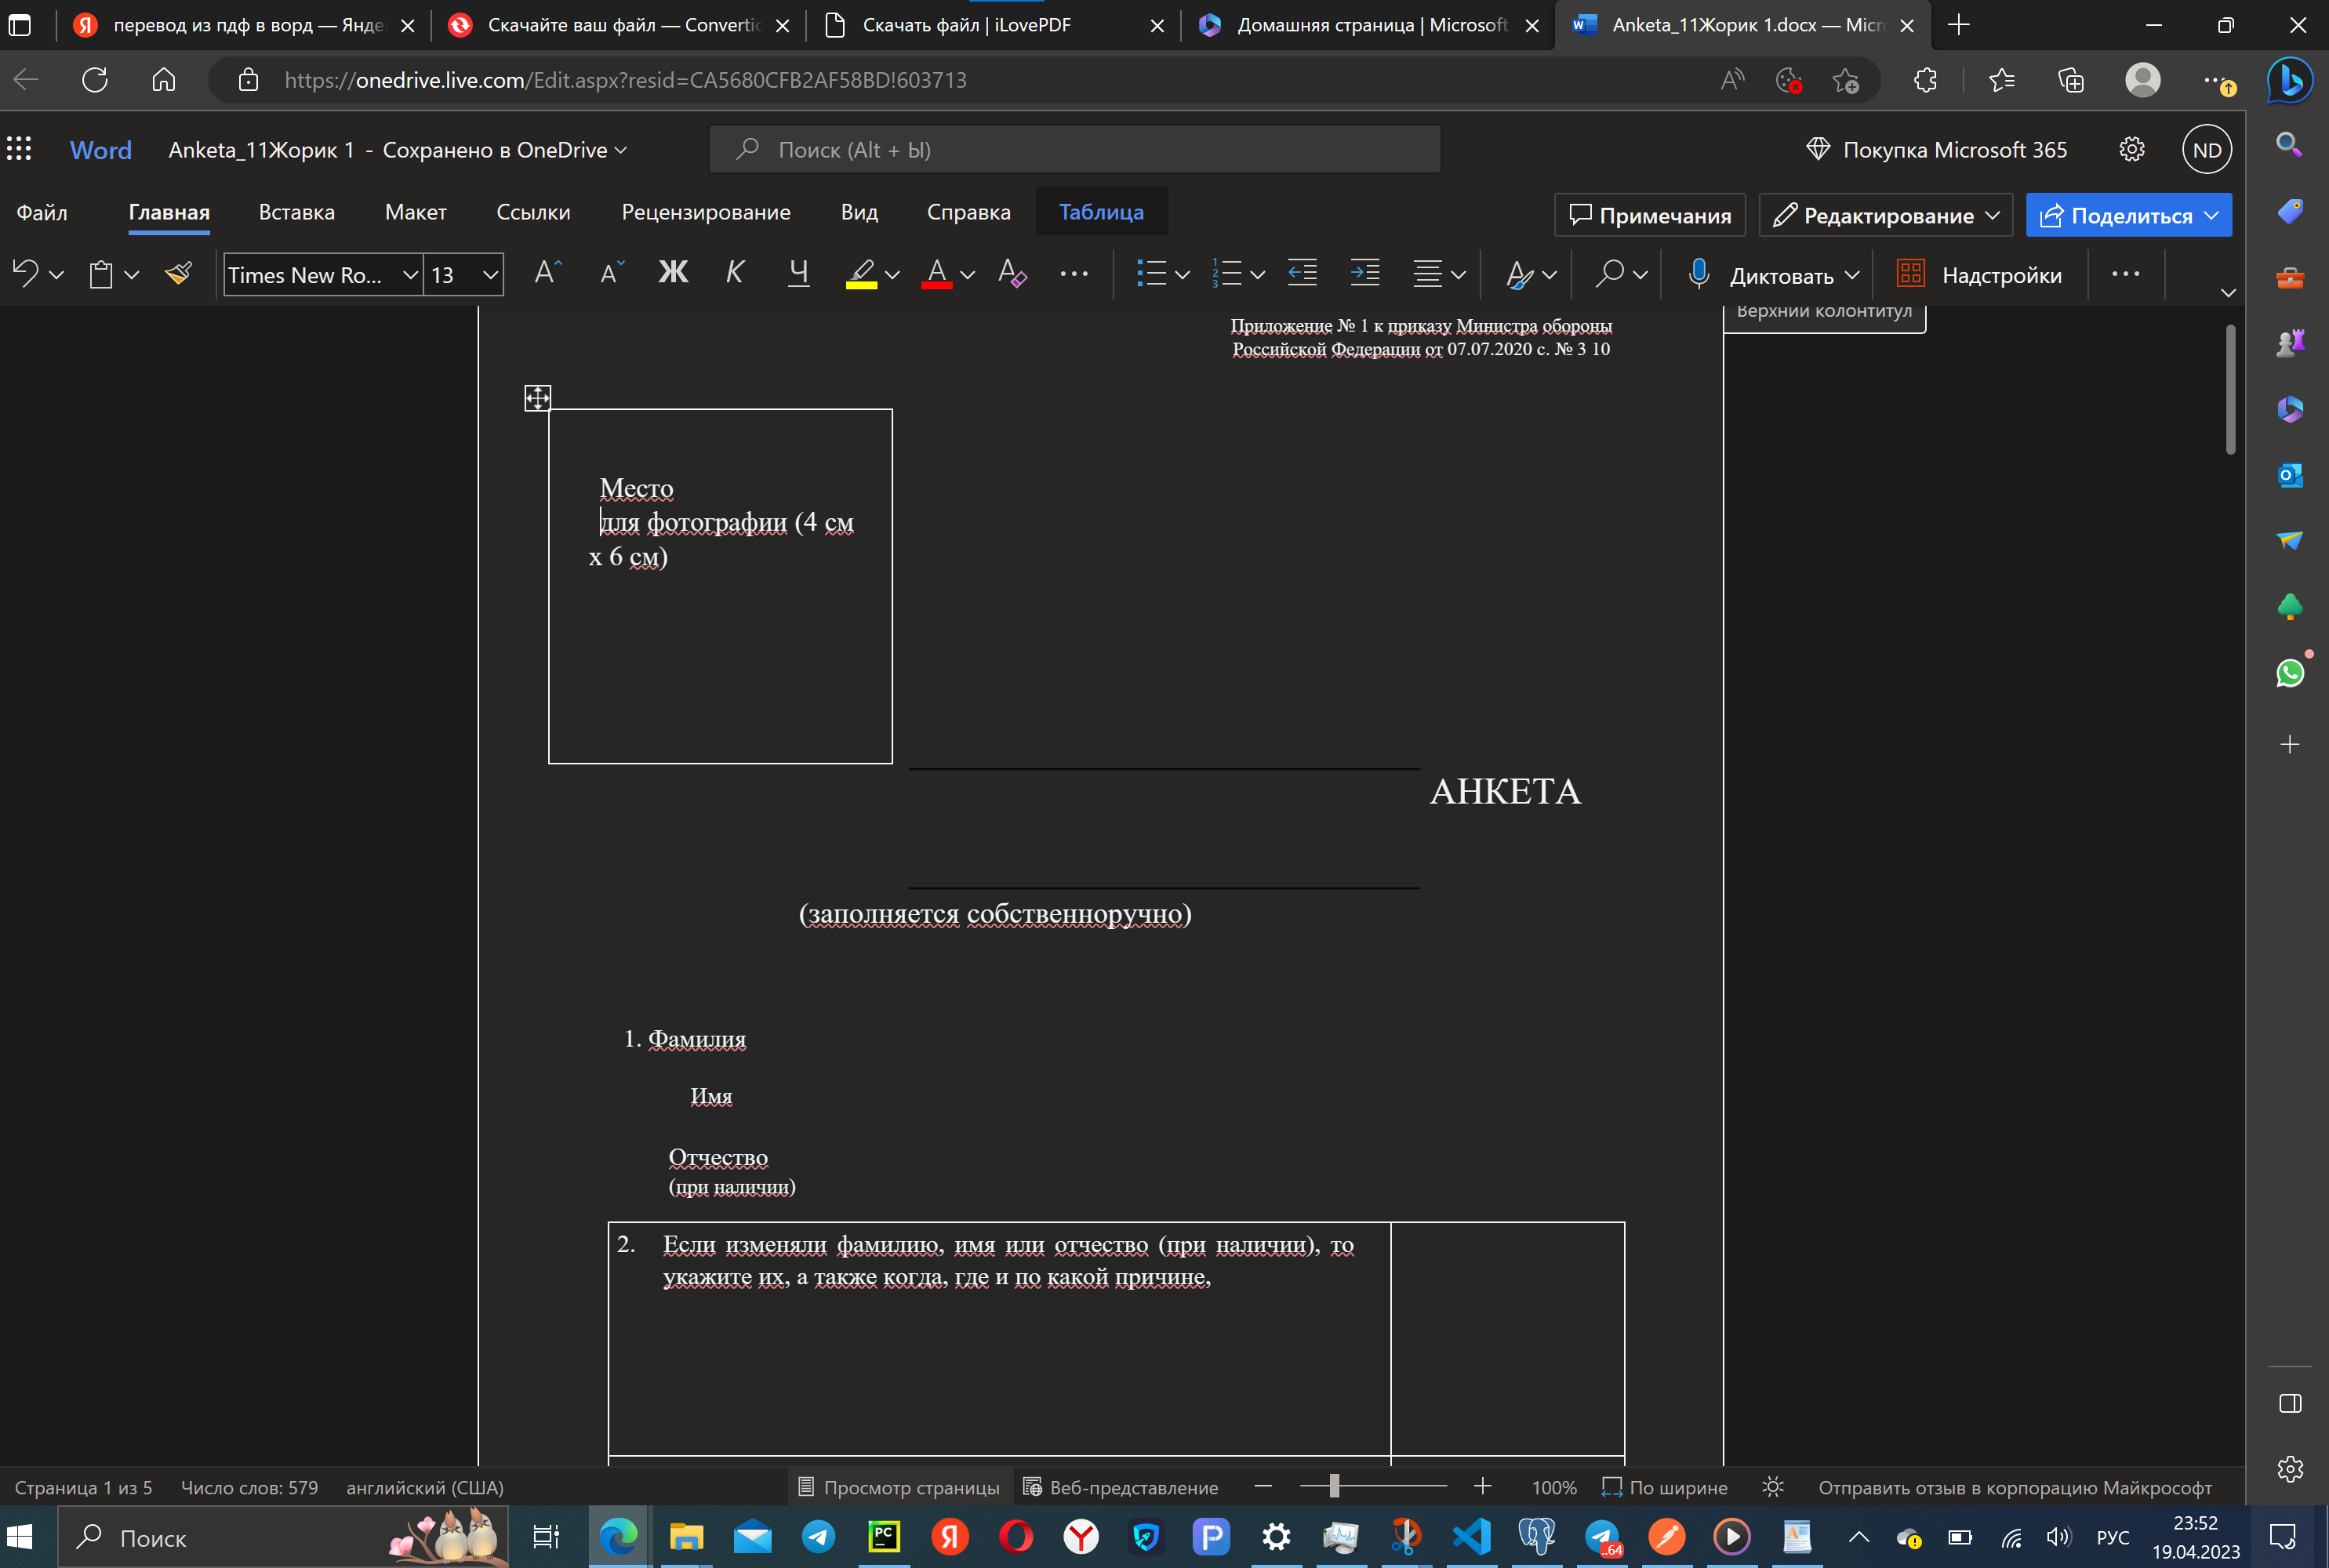 перевод из пдф в ворд — Янде
Скачайте ваш файл — Converti
Скачать файл | iLovePDF
Домашняя страница | Microsoft
Anketa_11Жорик 1.docx — Micr
https://onedrive.live.com/Edit.aspx?resid=CA5680CFB2AF58BD!603713
Word
Anketa_11Жорик 1 - Сохранено в OneDrive
Поиск (Alt + Ы)
Покупка Microsoft 365
ND
Файл
Главная
Вставка
Макет
Ссылки
Рецензирование
Вид
Справка
Таблица
Примечания
Редактирование
Поделиться
Times New Ro...
13
Ж
К
Ч
Диктовать
Надстройки
Верхний колонтитул
Приложение № 1 к приказу Министра обороны
Российской Федерации от 07.07.2020 с. № 3 10
Место
для фотографии (4 см
х 6 см)
АНКЕТА
(заполняется собственноручно)
1. Фамилия
Имя
Отчество
(при наличии)
2. Если изменяли фамилию, имя или отчество (при наличии), то
укажите их, а также когда, где и по какой причине,
Страница 1 из 5
Число слов: 579
английский (США)
Просмотр страницы
Веб-представление
100%
По ширине
Отправить отзыв в корпорацию Майкрософт
Поиск
PC
..64
РУС
23:52
19.04.2023